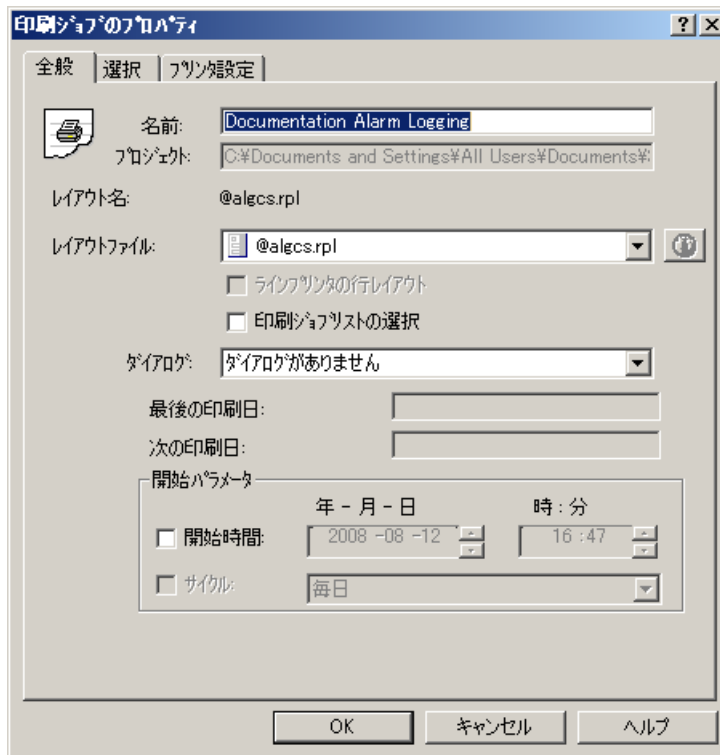 印刷ｼﾞｮﾌﾞのﾌﾟﾛﾊﾟﾃｨ
全般 選択 ﾌﾟﾘﾝﾀ設定
名前: Documentation Alarm Logging
ﾌﾟﾛｼﾞｪｸﾄ: C:¥Documents and Settings¥All Users¥Documents¥
ﾚｲｱｳﾄ名: @algcs.rpl
ﾚｲｱｳﾄﾌｧｲﾙ: @algcs.rpl
ﾗｲﾝﾌﾟﾘﾝﾀの行ﾚｲｱｳﾄ
印刷ｼﾞｮﾌﾞﾘｽﾄの選択
ﾀﾞｲｱﾛｸﾞ: ﾀﾞｲｱﾛｸﾞがありません
最後の印刷日:
次の印刷日:
開始ﾊﾟﾗﾒｰﾀ
年 - 月 - 日 時 : 分
開始時間: 2008 -08 -12 16 :47
ｻｲｸﾙ: 毎日
OK キャンセル ヘルプ